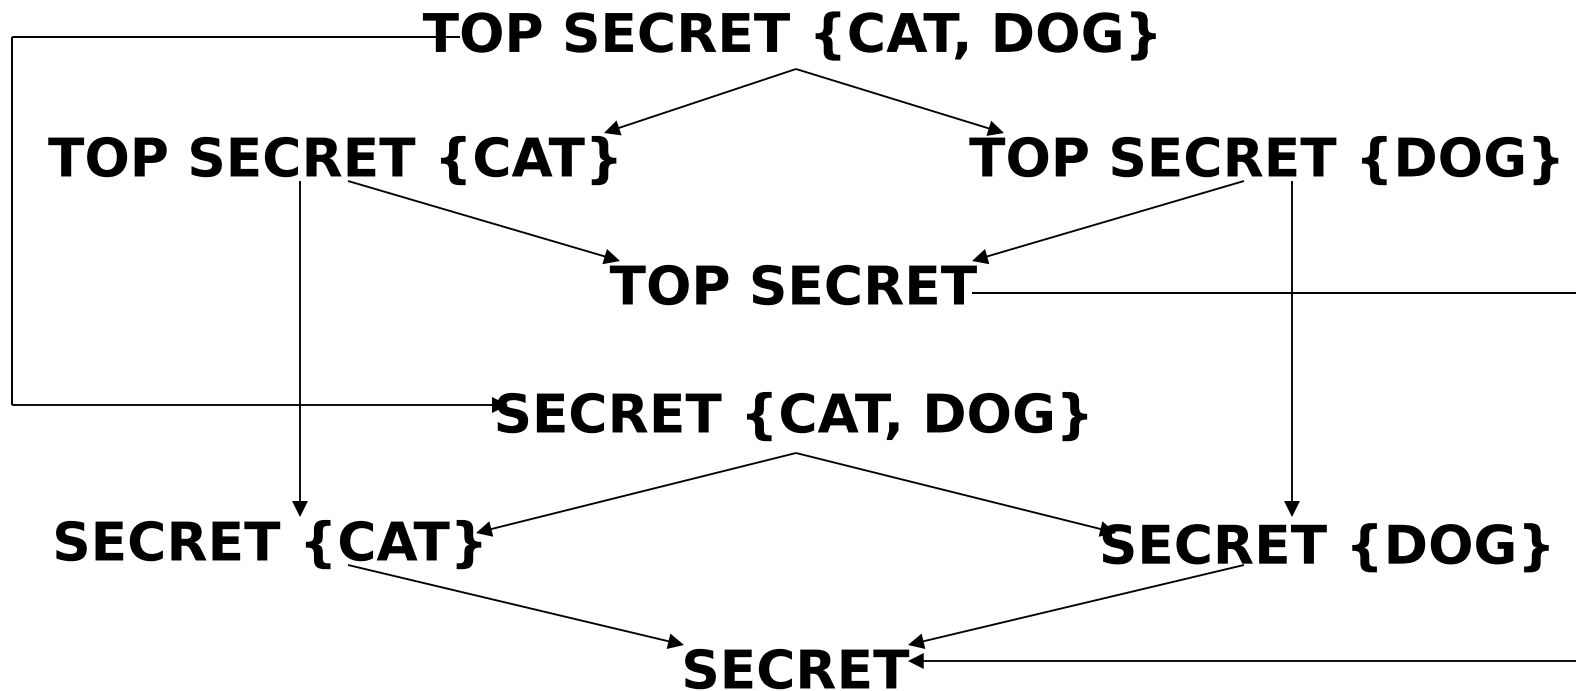 TOP SECRET {CAT, DOG}
TOP SECRET {CAT}
TOP SECRET {DOG}
TOP SECRET
SECRET {CAT, DOG}
SECRET {CAT}
SECRET {DOG}
SECRET